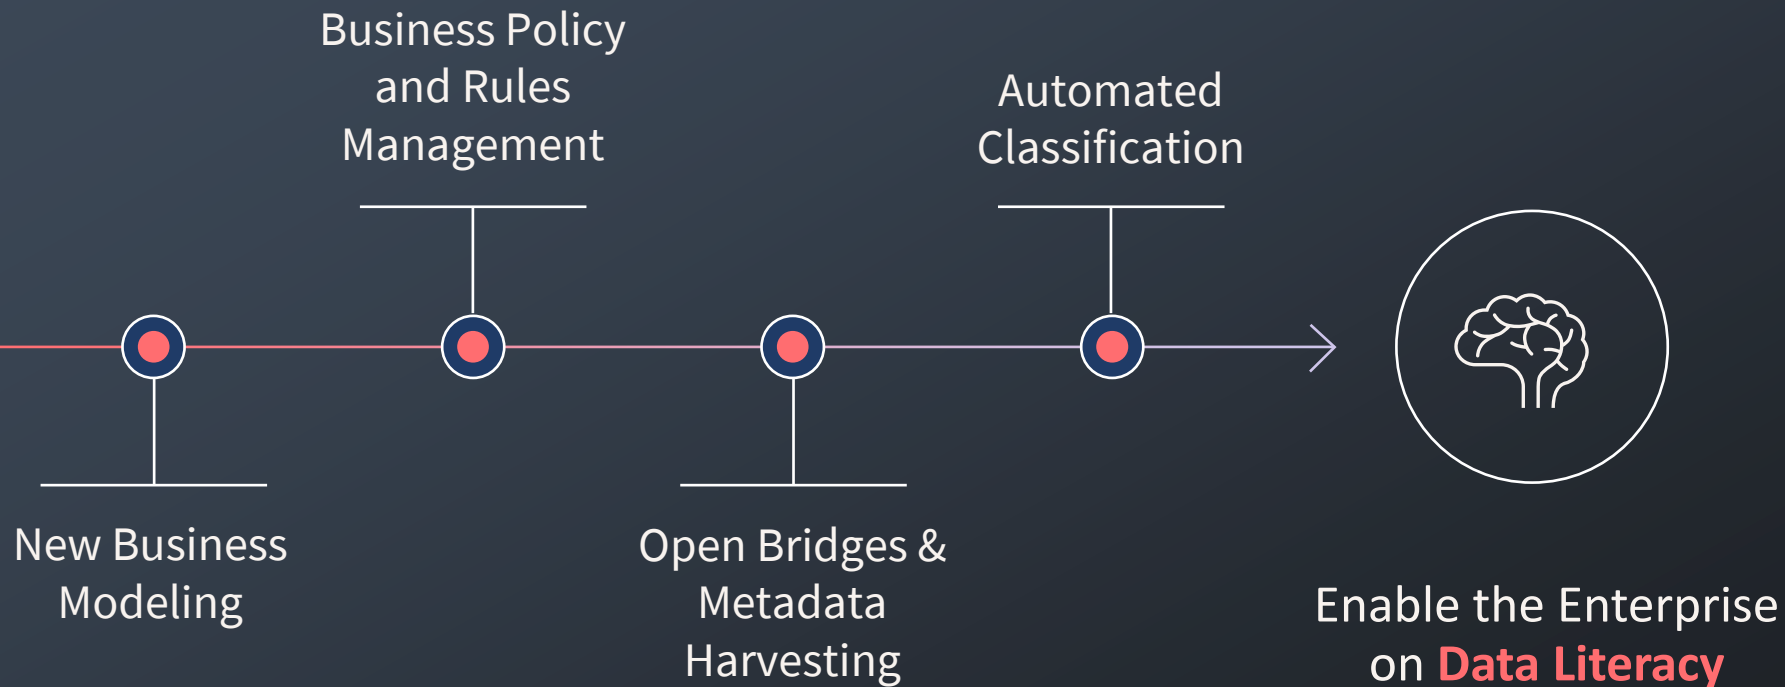 Business Policy
and Rules
Management
Automated
Classification
New Business
Modeling
Open Bridges &
Metadata
Harvesting
Enable the Enterprise
on Data Literacy